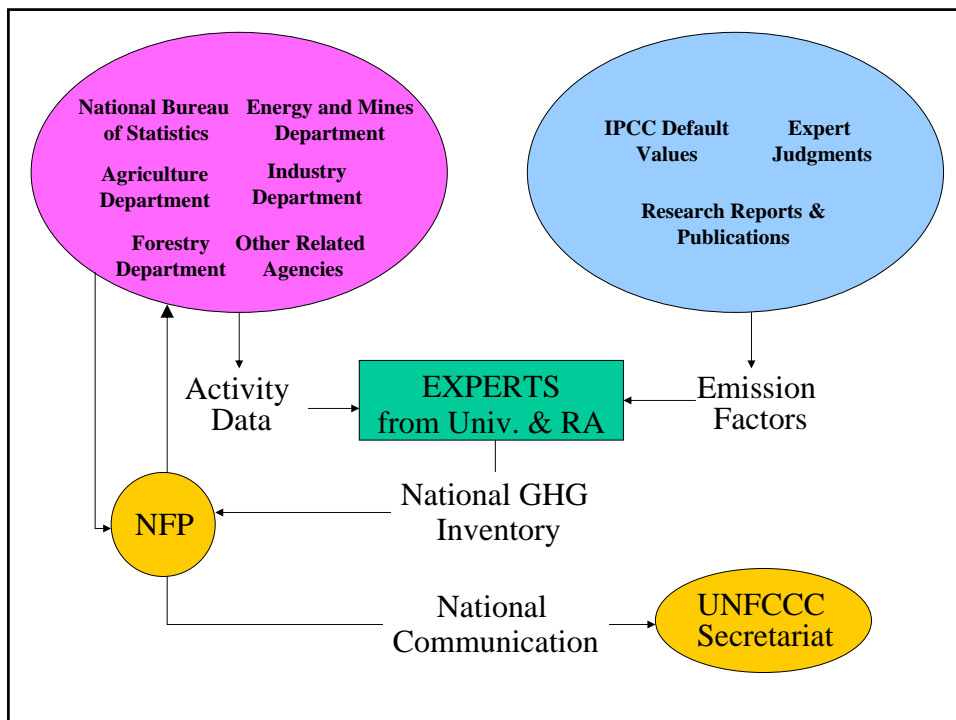 National Bureau
of Statistics
Energy and Mines
Department
Agriculture
Department
Industry
Department
Forestry
Department
Other Related
Agencies
IPCC Default
Values
Expert
Judgments
Research Reports &
Publications
Activity
Data
EXPERTS
from Univ. & RA
Emission
Factors
National GHG
Inventory
NFP
National
Communication
UNFCCC
Secretariat